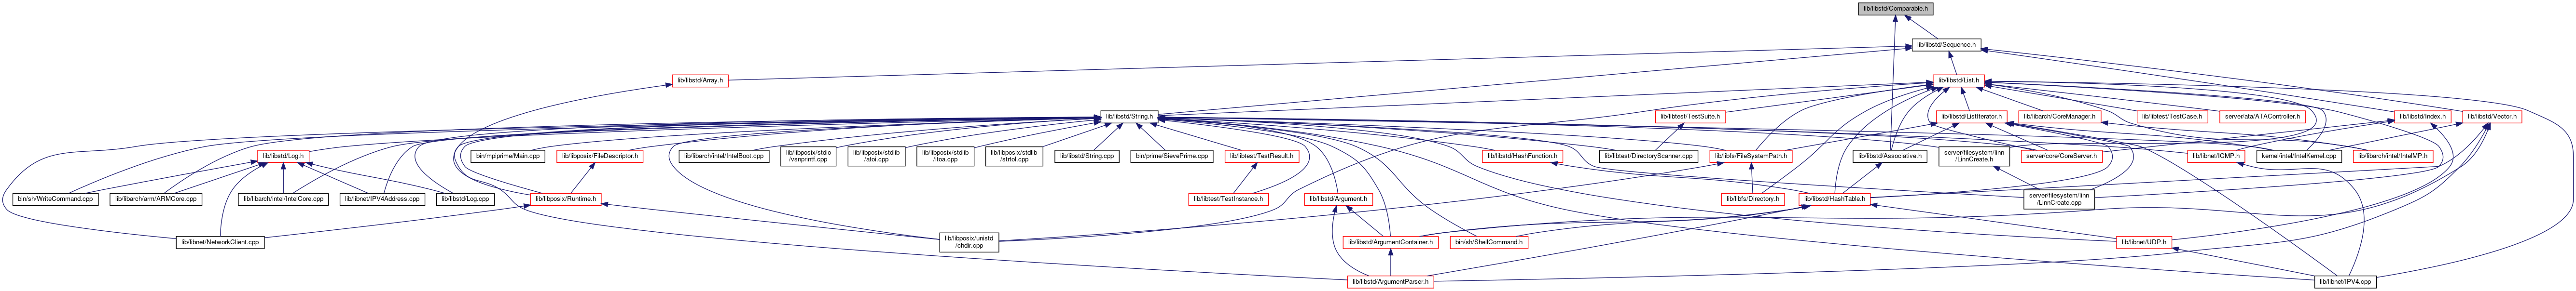 lib/libstd/Comparable.h
lib/libstd/Sequence.h
lib/libstd/Array.h
lib/libstd/List.h
lib/libstd/String.h
lib/libtest/TestSuite.h
lib/libstd/ListIterator.h
lib/libarch/CoreManager.h
lib/libtest/TestCase.h
server/ata/ATAController.h
lib/libstd/Index.h
lib/libstd/Vector.h
lib/libstd/Log.h
bin/mpiprime/Main.cpp
lib/libposix/FileDescriptor.h
lib/libarch/intel/IntelBoot.cpp
lib/libposix/stdio
/vsnprintf.cpp
lib/libposix/stdlib
/atoi.cpp
lib/libposix/stdlib
/itoa.cpp
lib/libposix/stdlib
/strtol.cpp
lib/libstd/String.cpp
bin/prime/SievePrime.cpp
lib/libtest/TestResult.h
lib/libstd/HashFunction.h
lib/libtest/DirectoryScanner.cpp
lib/libfs/FileSystemPath.h
lib/libstd/Associative.h
server/filesystem/linn
/LinnCreate.h
server/core/CoreServer.h
lib/libnet/ICMP.h
kernel/intel/IntelKernel.cpp
lib/libarch/intel/IntelMP.h
bin/sh/WriteCommand.cpp
lib/libarch/arm/ARMCore.cpp
lib/libarch/intel/IntelCore.cpp
lib/libnet/IPV4Address.cpp
lib/libstd/Log.cpp
lib/libposix/Runtime.h
lib/libtest/TestInstance.h
lib/libstd/Argument.h
lib/libfs/Directory.h
lib/libstd/HashTable.h
server/filesystem/linn
/LinnCreate.cpp
lib/libnet/NetworkClient.cpp
lib/libposix/unistd
/chdir.cpp
lib/libstd/ArgumentContainer.h
bin/sh/ShellCommand.h
lib/libnet/UDP.h
lib/libstd/ArgumentParser.h
lib/libnet/IPV4.cpp